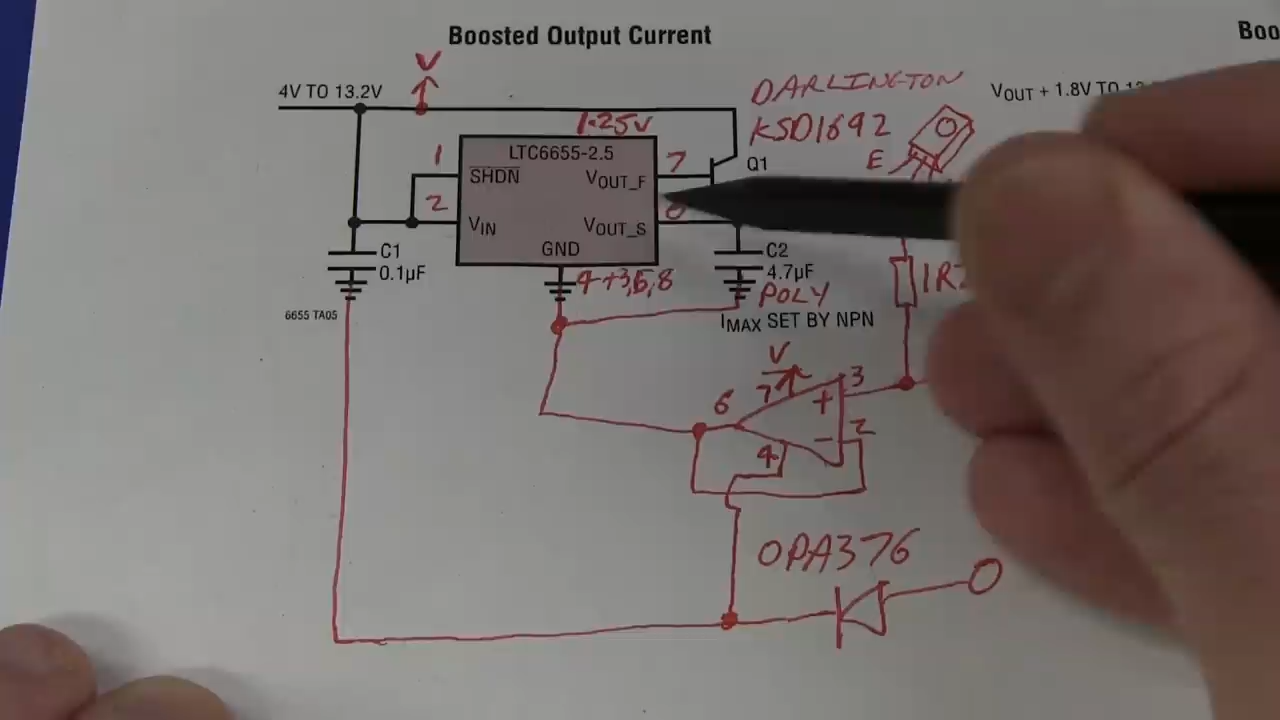 Boosted Output Current
Boo
V
4V TO 13.2V
DARLINGTON
VOUT + 1.8V TO
1.25V
KSD1692
LTC6655-2.5
E
1
7
Q1
SHDN
VOUT_F
2
VIN
VOUT_S
GND
C1
0.1µF
C2
4.7µF
4+3,5,8
POLY
1R
6655 TA05
IMAX SET BY NPN
V
7
3
6
+
2
-
4
OPA376